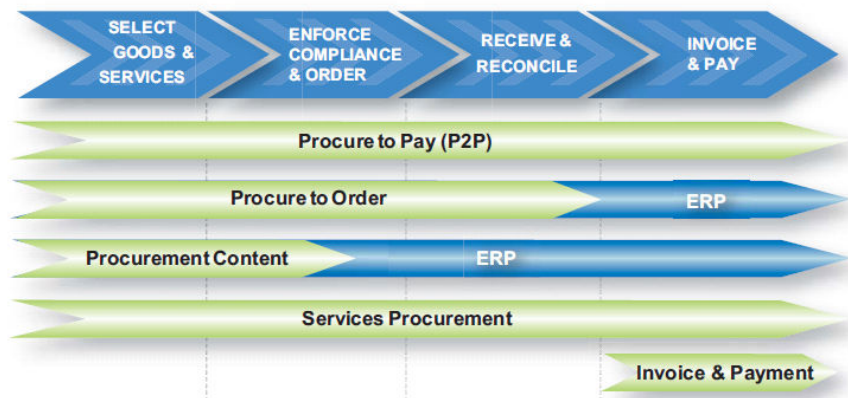 SELECT
GOODS &
SERVICES
ENFORCE
COMPLIANCE
& ORDER
RECEIVE &
RECONCILE
INVOICE
& PAY
Procure to Pay (P2P)
Procure to Order
ERP
Procurement Content
ERP
Services Procurement
Invoice & Payment